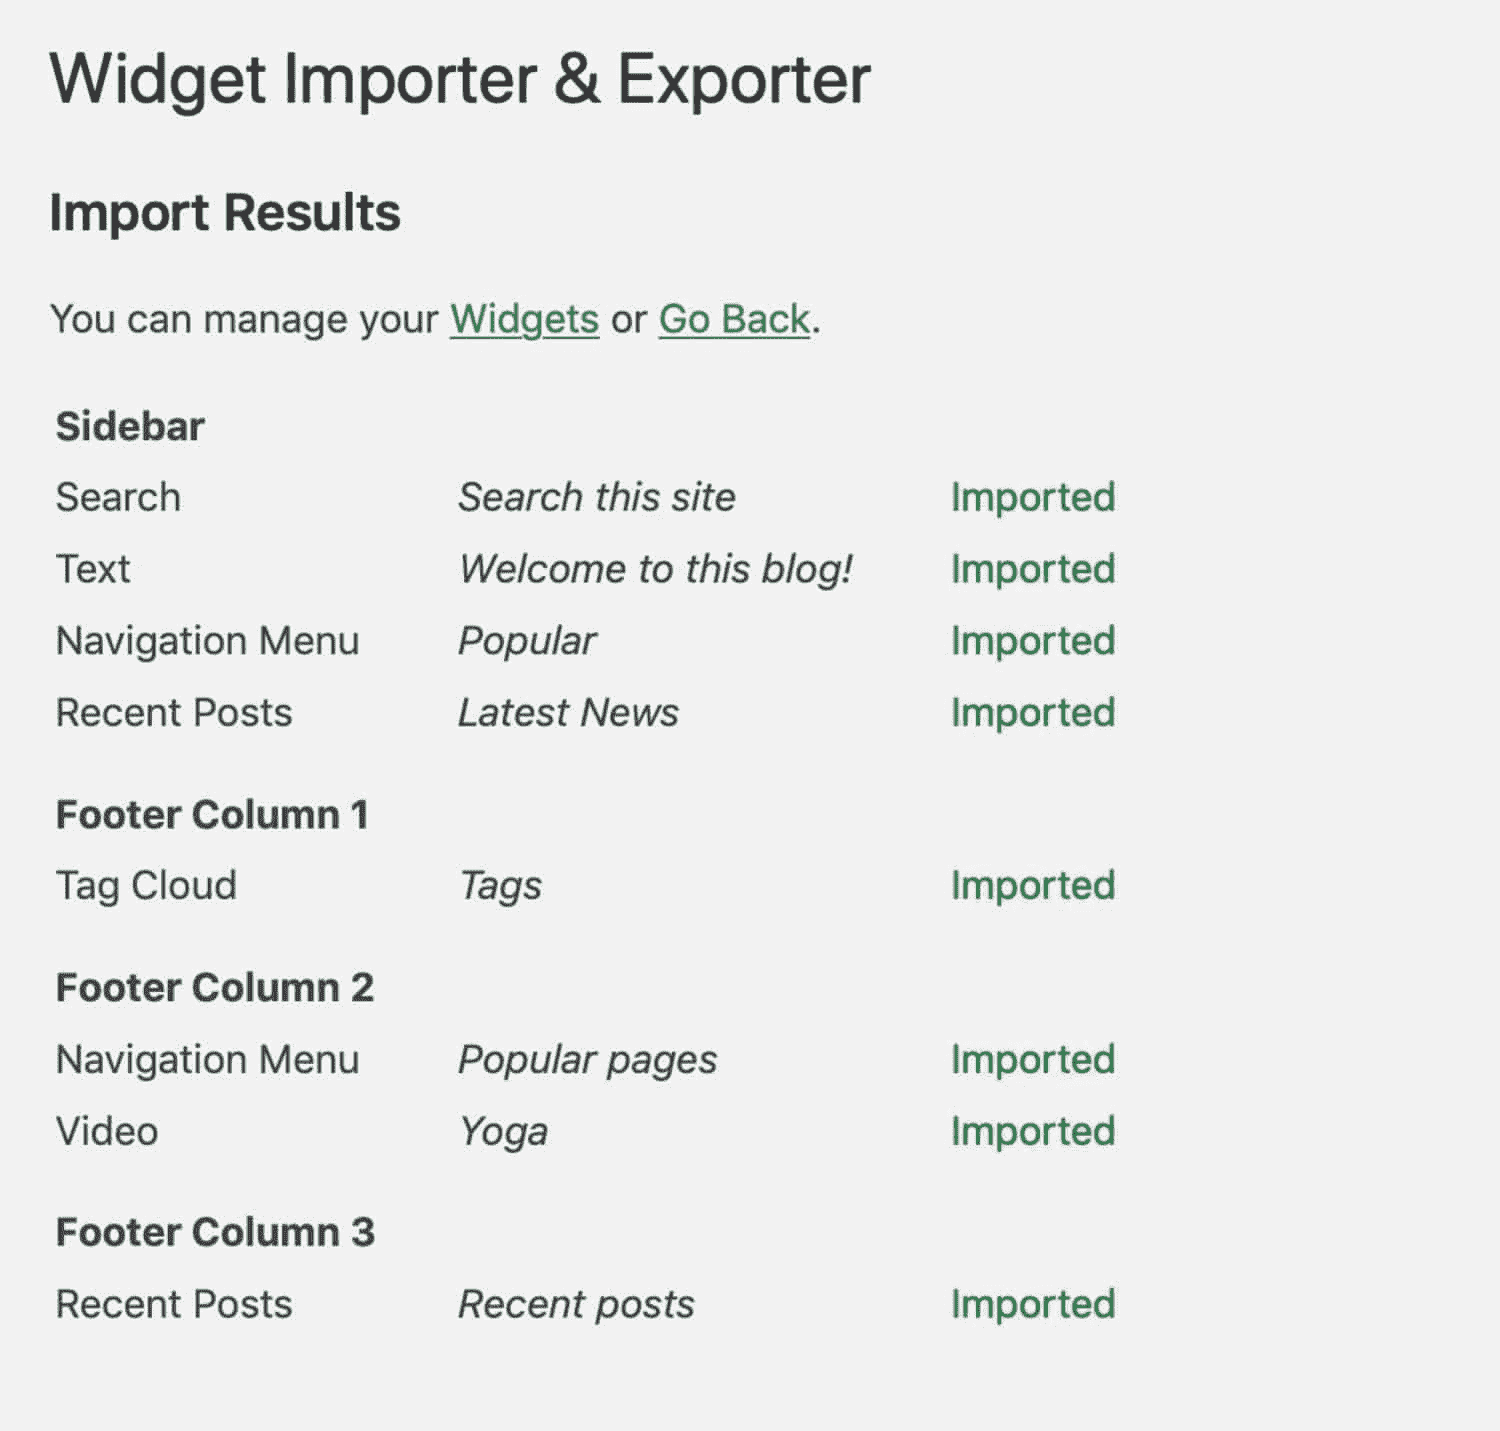 Widget Importer & Exporter
Import Results
You can manage your Widgets or Go Back.
Sidebar
Search Search this site Imported
Text Welcome to this blog! Imported
Navigation Menu Popular Imported
Recent Posts Latest News Imported
Footer Column 1
Tag Cloud Tags Imported
Footer Column 2
Navigation Menu Popular pages Imported
Video Yoga Imported
Footer Column 3
Recent Posts Recent posts Imported